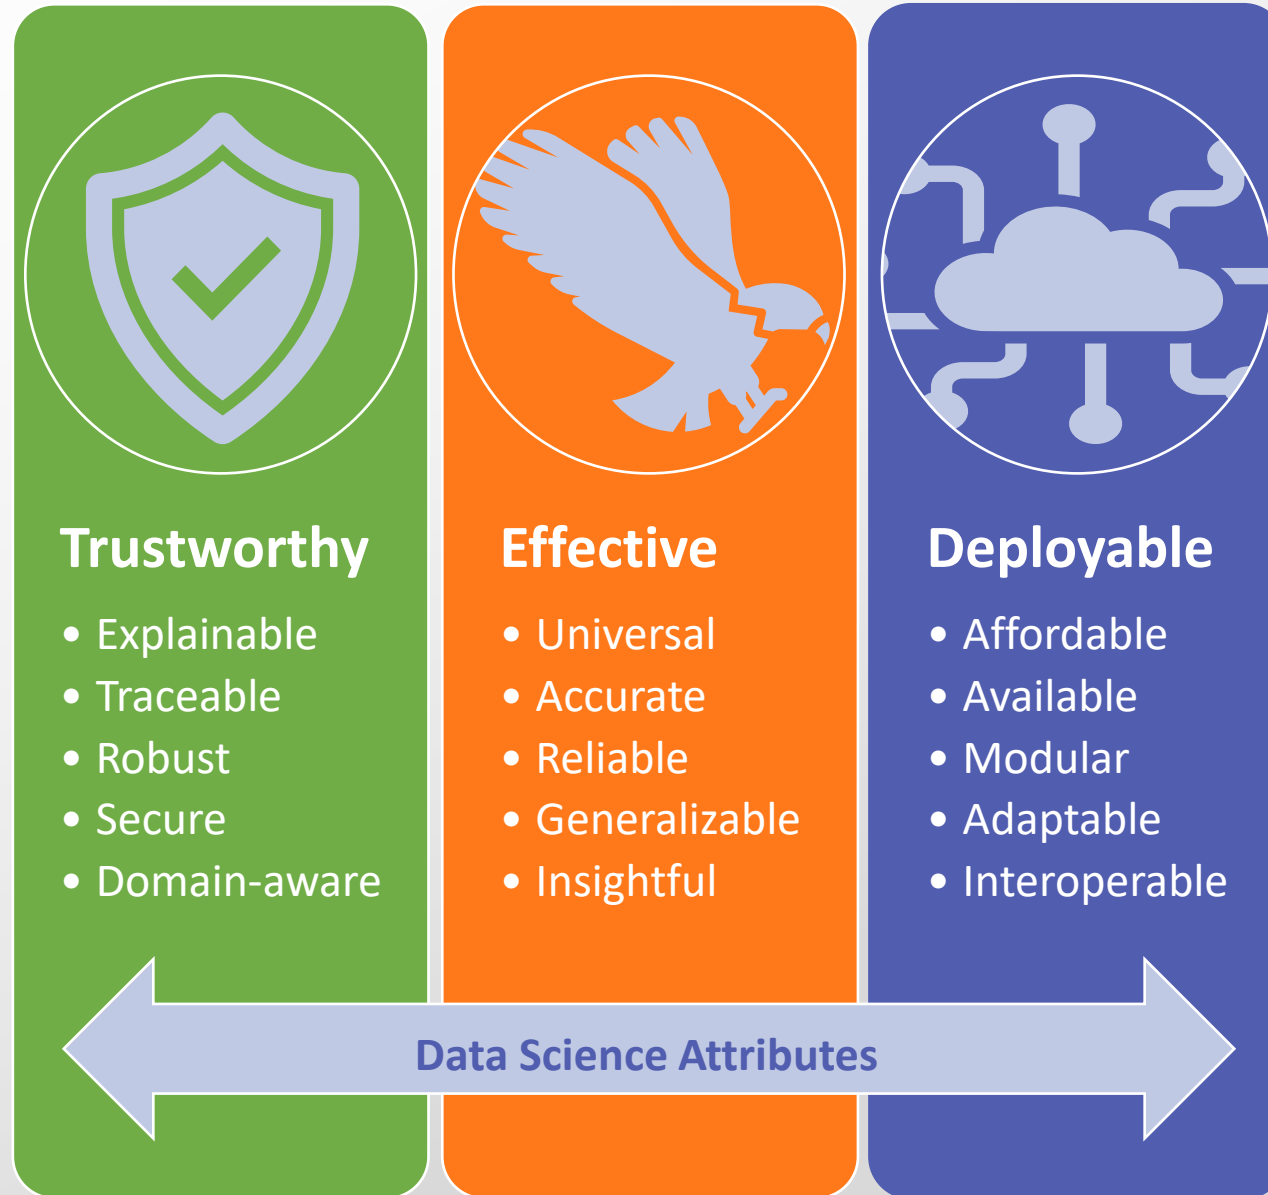 Trustworthy
• Explainable
• Traceable
• Robust
• Secure
• Domain-aware
Effective
• Universal
• Accurate
• Reliable
• Generalizable
• Insightful
Deployable
• Affordable
• Available
• Modular
• Adaptable
• Interoperable
Data Science Attributes